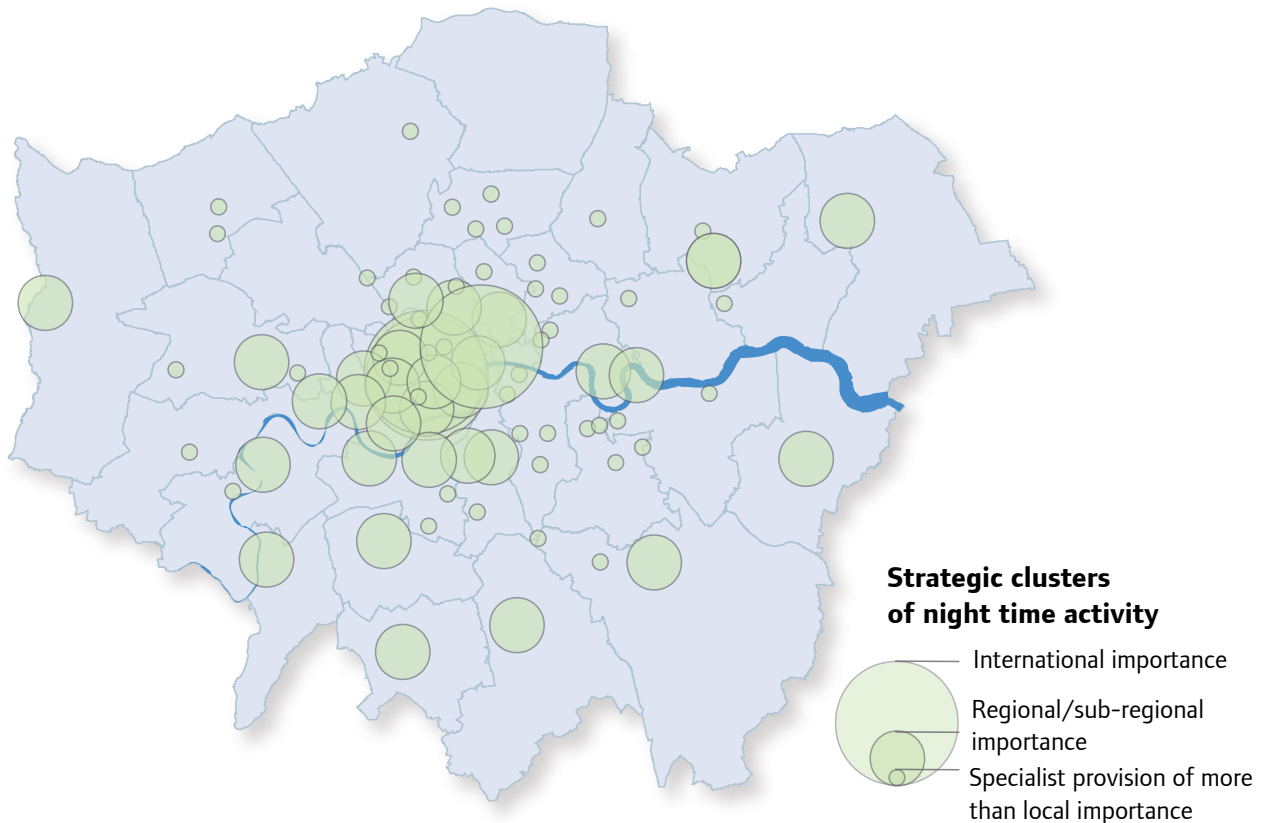 Strategic clusters
of night time activity
International importance
Regional/sub-regional
importance
Specialist provision of more
than local importance